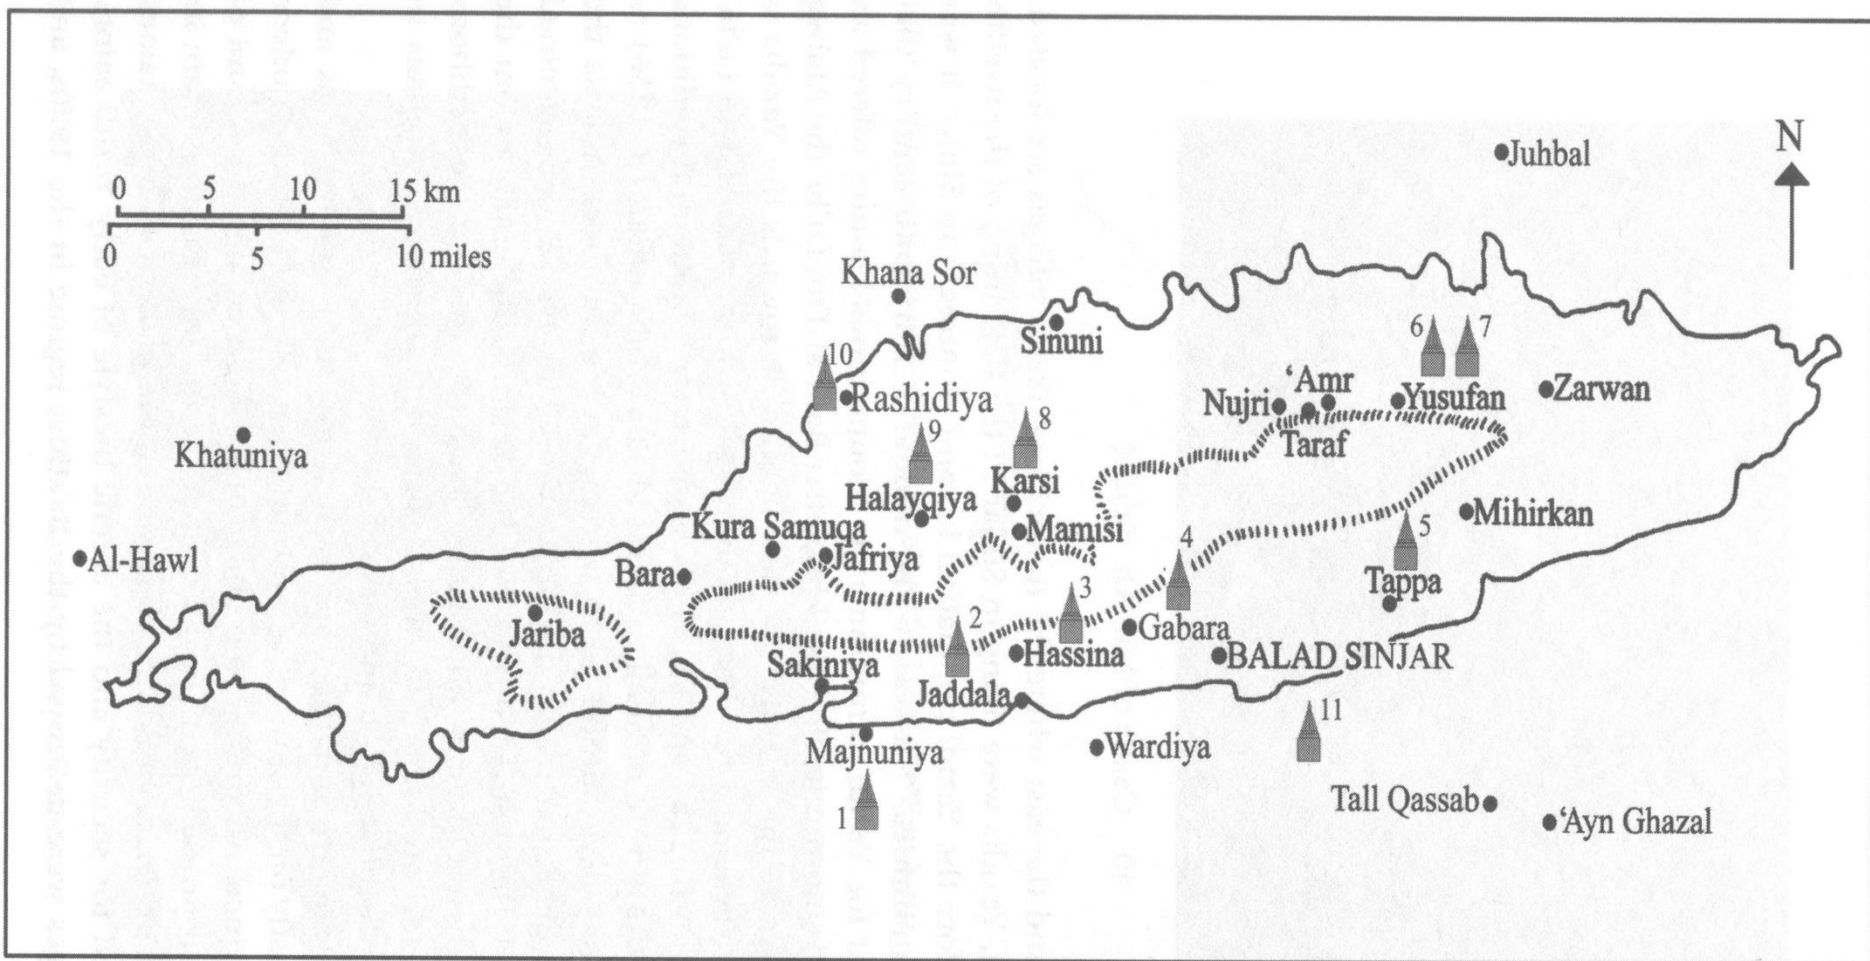 Juhbal
N
0 5 10 15 km
0 5 10 miles
Khana Sor
Sinuni
10
Rashidiya
6 7
Nujri
'Amr
Taraf
Yusufan
Zarwan
Khatuniya
9
Halayqiya
8
Karsi
Mamisi
Mihirkan
Kura Samuqa
Jafriya
4
5
Tappa
Al-Hawl
Bara
Jariba
2
3
Gabara
Sakiniya
Hassina
BALAD SINJAR
Jaddala
Majnuniya
Wardiya
11
1
Tall Qassab
'Ayn Ghazal